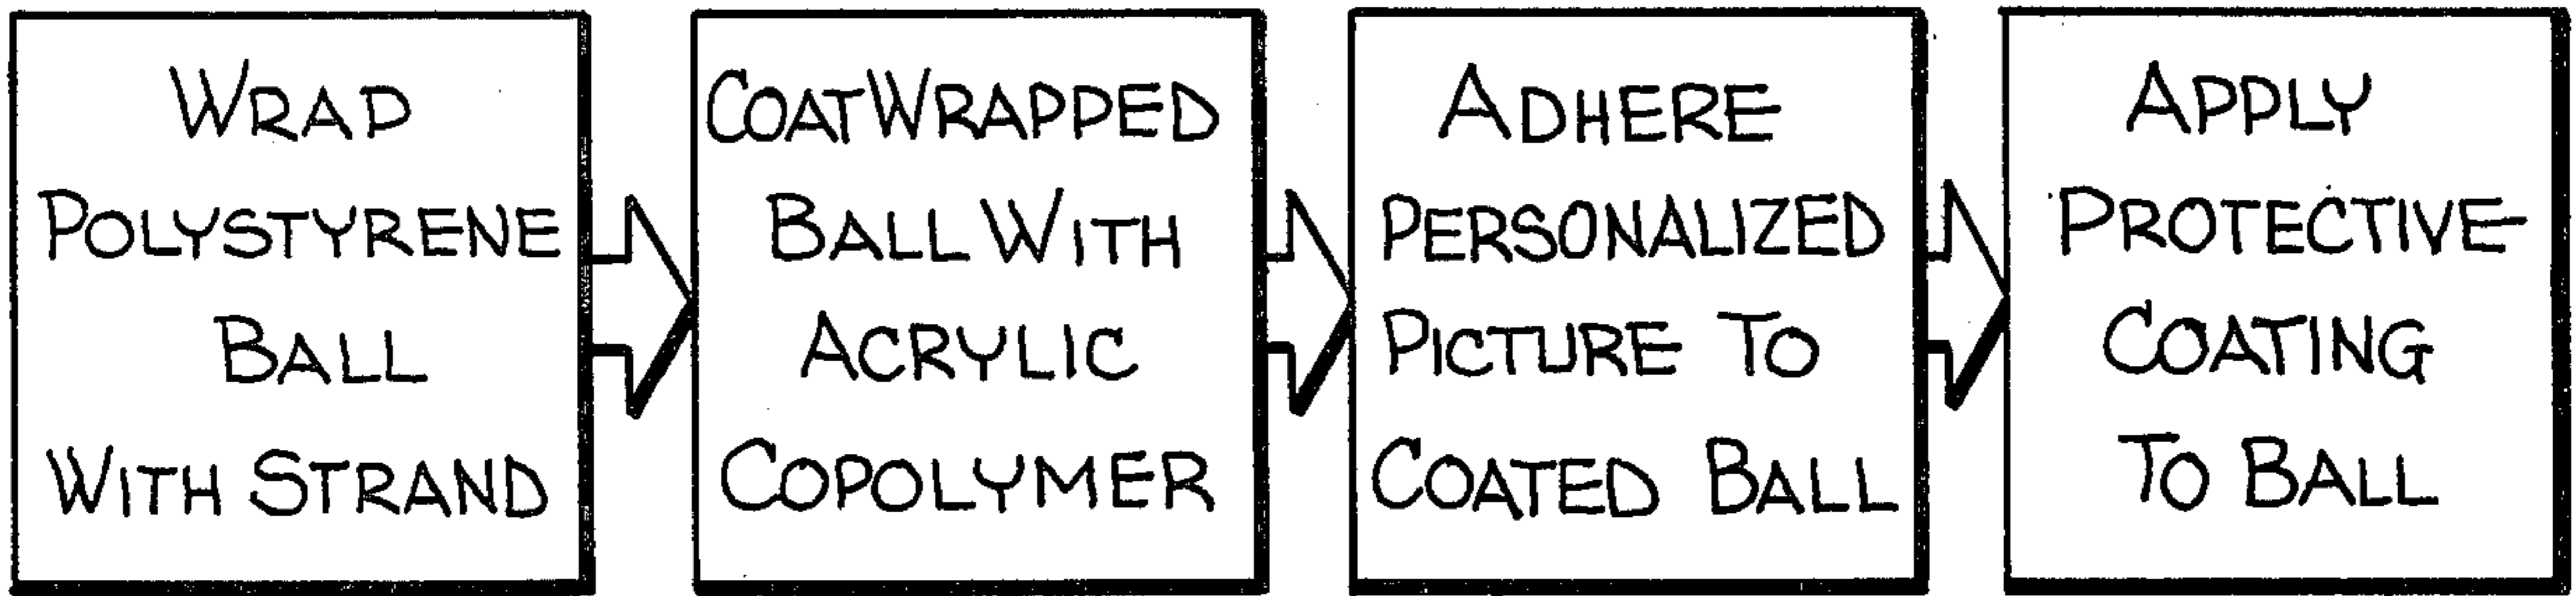 WRAP
POLYSTYRENE
BALL
WITH STRAND
COAT WRAPPED
BALL WITH
ACRYLIC
COPOLYMER
ADHERE
PERSONALIZED
PICTURE TO
COATED BALL
APPLY
PROTECTIVE
COATING
TO BALL